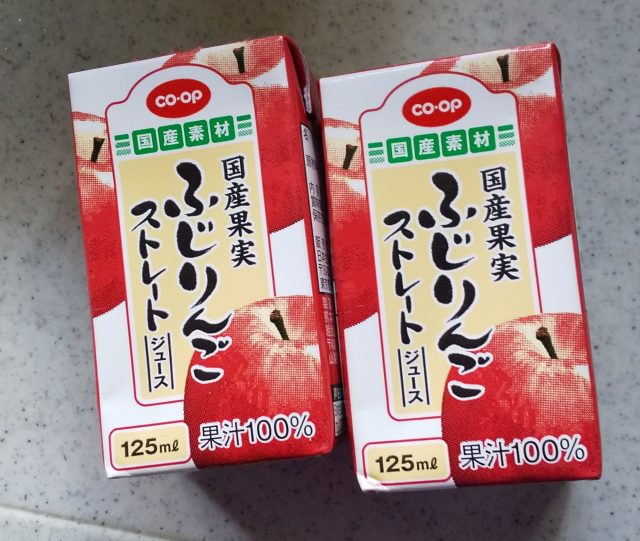 co·op
国産素材
国産果実
ふじりんご
ストレート
ジュース
125ml
果汁100%
co·op
国産素材
国産果実
ふじりんご
ストレート
ジュース
125ml
果汁100%